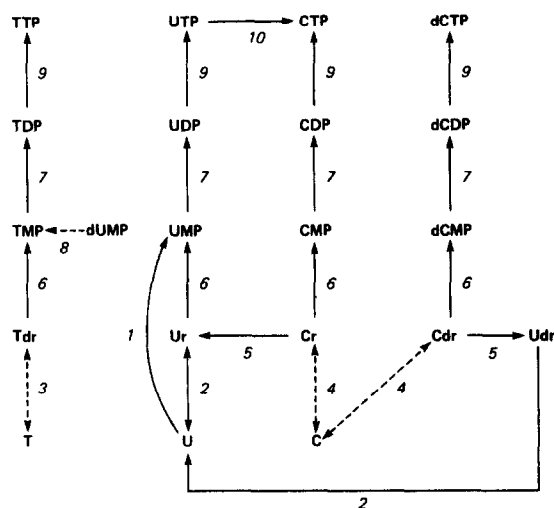 TTP UTP 10 CTP dCTP
9 9 9 9
TDP UDP CDP dCDP
7 7 7 7
TMP 8 dUMP UMP CMP dCMP
6 6 6 6
1
Tdr Ur 5 Cr Cdr 5 Udr
3 2 4 4
T U C
2